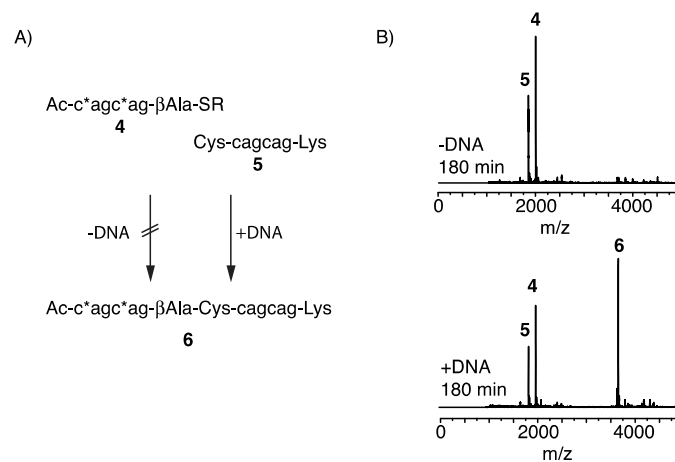 A)
Ac-c*agc*ag-βAla-SR
4
Cys-cagcag-Lys
5
-DNA
+DNA
Ac-c*agc*ag-βAla-Cys-cagcag-Lys
6
B)
4
5
-DNA
180 min
0 2000 4000
m/z
6
4
5
+DNA
180 min
0 2000 4000
m/z